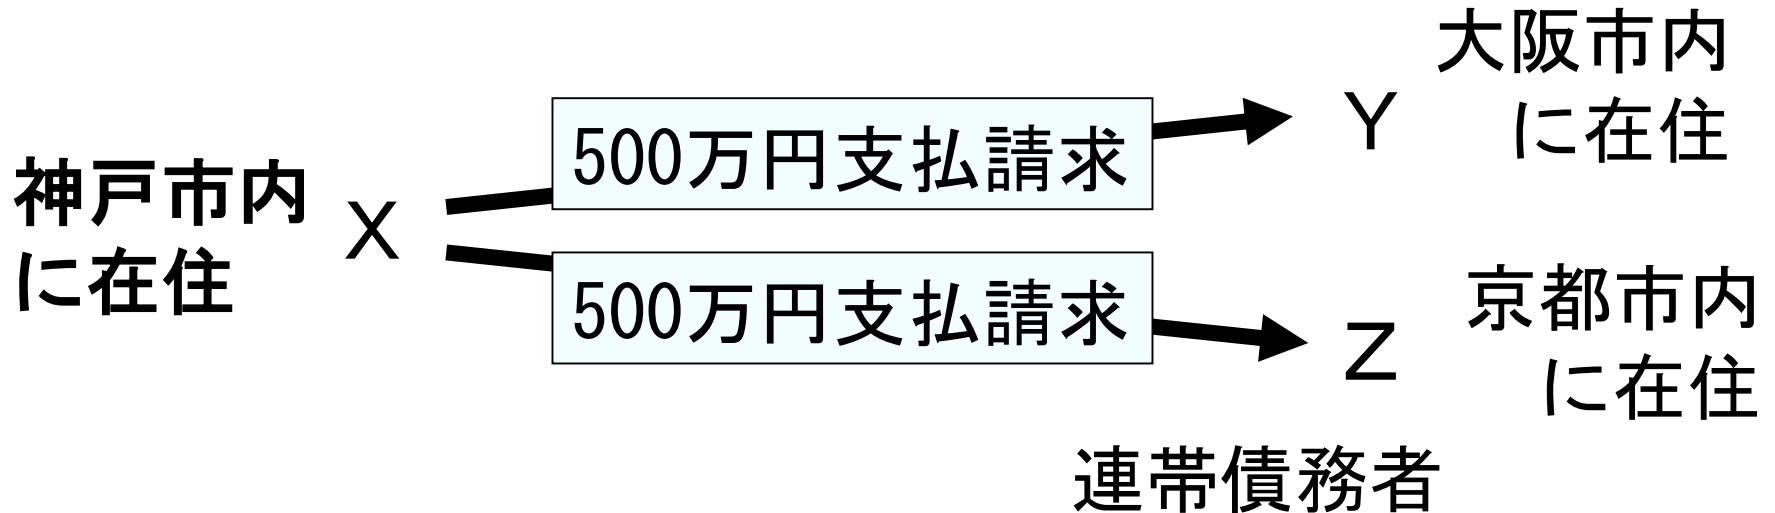 神戸市内
に在住
X
500万円支払請求
Y
大阪市内
に在住
500万円支払請求
Z
京都市内
に在住
連帯債務者